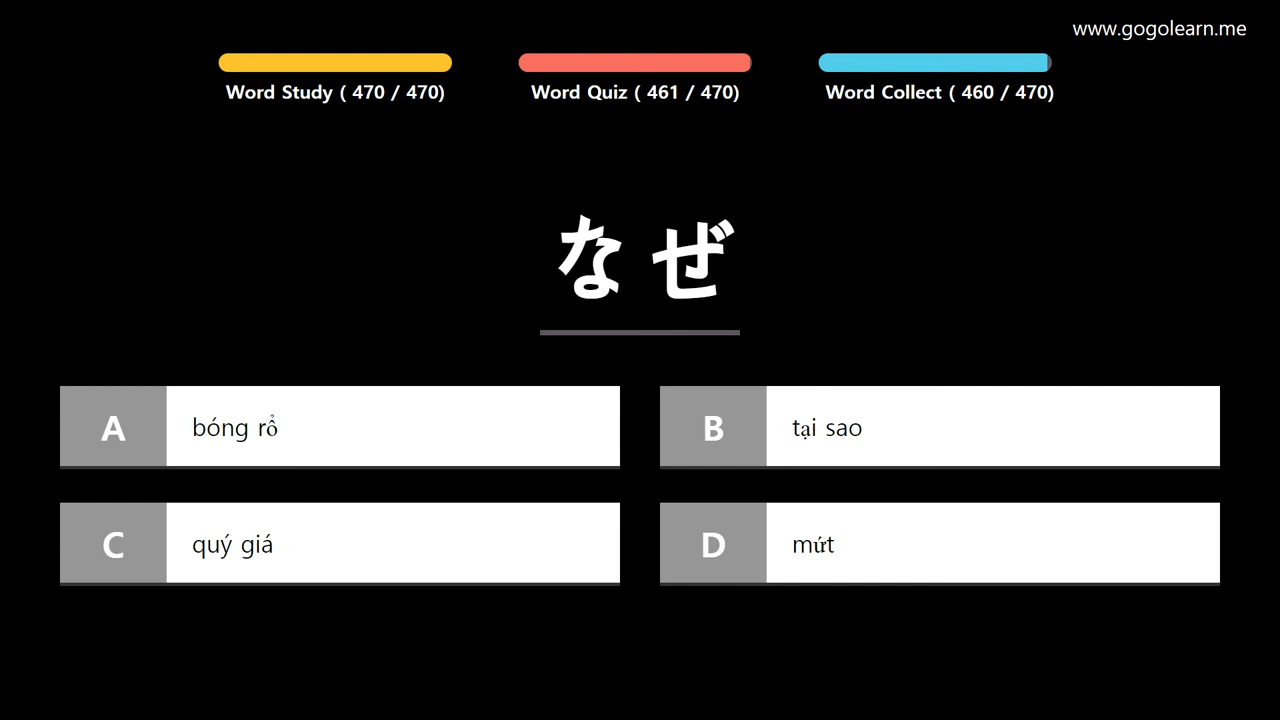 www.gogolearn.me
Word Study ( 470 / 470)
Word Quiz ( 461 / 470)
Word Collect ( 460 / 470)
なぜ
A bóng rổ
B tại sao
C quý giá
D mứt